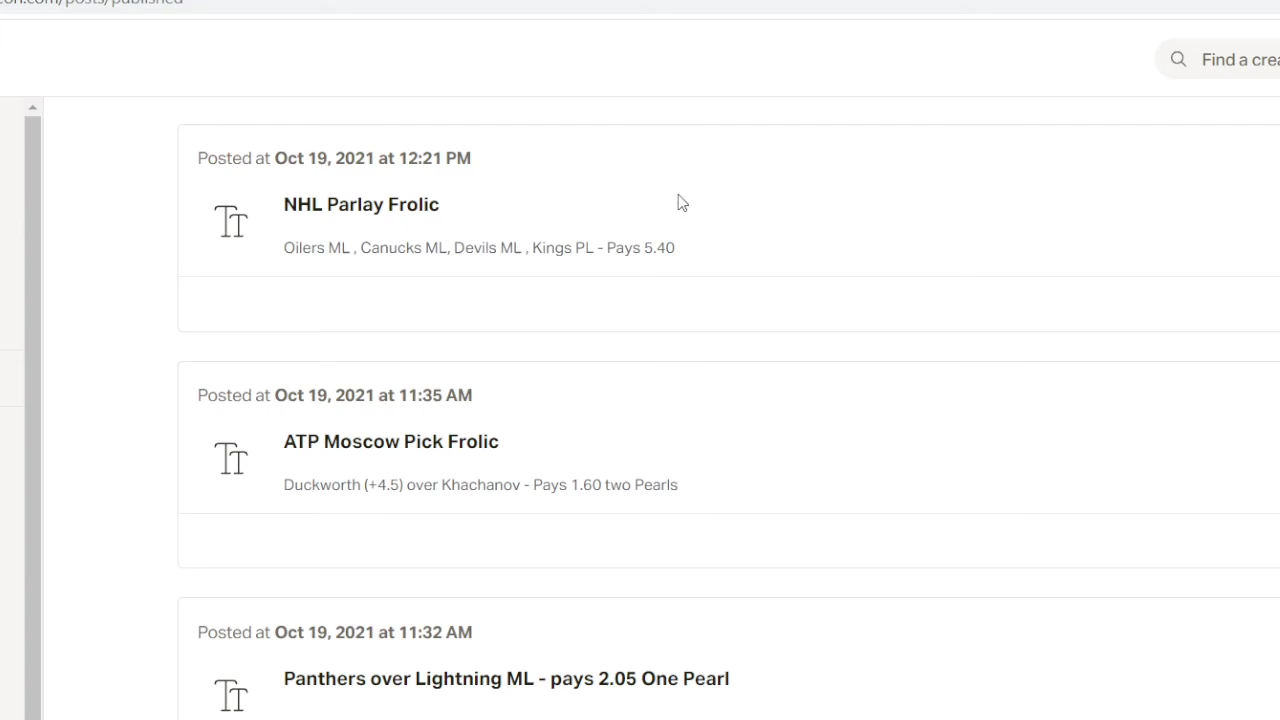 /posts/published
Find a crea
Posted at Oct 19, 2021 at 12:21 PM
NHL Parlay Frolic
Oilers ML , Canucks ML, Devils ML , Kings PL - Pays 5.40
Posted at Oct 19, 2021 at 11:35 AM
ATP Moscow Pick Frolic
Duckworth (+4.5) over Khachanov - Pays 1.60 two Pearls
Posted at Oct 19, 2021 at 11:32 AM
Panthers over Lightning ML - pays 2.05 One Pearl